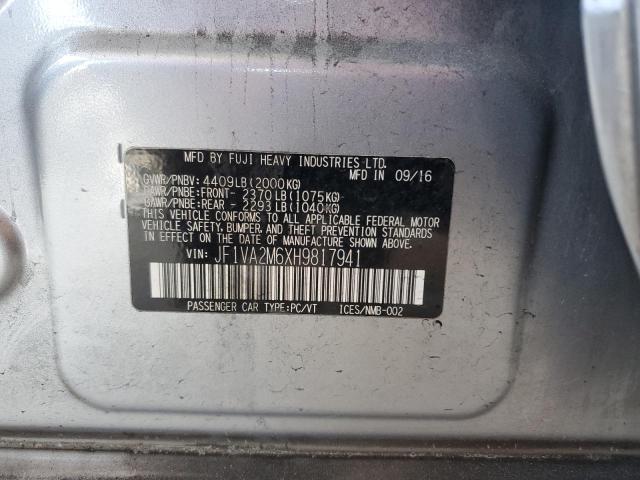 MFD BY FUJI HEAVY INDUSTRIES LTD.
MFD IN 09/16
GVWR/PNBV: 4409LB(2000KG)
GAWR/PNBE:FRONT- 2370LB(1075KG)
GAWR/PNBE:REAR - 2293LB(1040KG)
THIS VEHICLE CONFORMS TO ALL APPLICABLE FEDERAL MOTOR
VEHICLE SAFETY, BUMPER, AND THEFT PREVENTION
STANDARDS IN EFFECT ON THE DATE OF MANUFACTURE SHOWN ABOVE.
VIN: JF1VA2M6XH9817941
PASSENGER CAR TYPE:PC/VT ICES/NMB-002